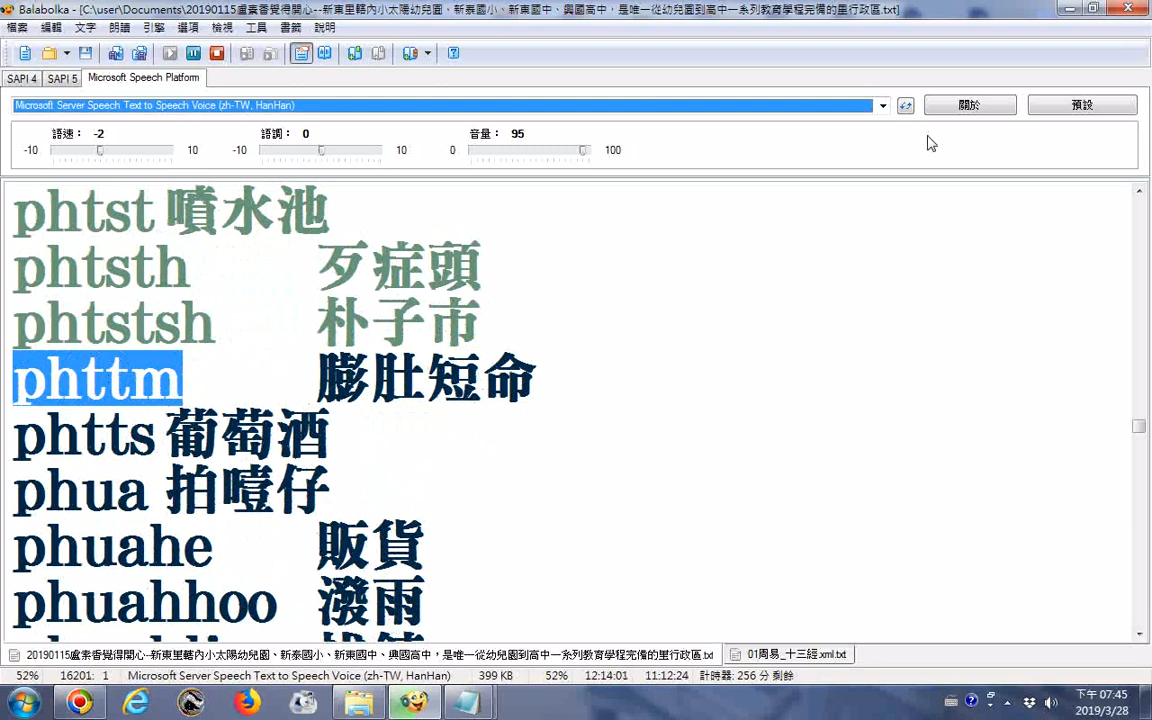 Balabolka - [C:\user\Documents\20190115盧素香覺得開心--新東里轄內小太陽幼兒園、新泰國小、新東國中、興國高中，是唯一從幼兒園到高中一系列教育學程完備的里行政區.txt]
檔案 編輯 文字 朗讀 引擎 選項 檢視 工具 書籤 說明
SAPI 4 SAPI 5 Microsoft Speech Platform
Microsoft Server Speech Text to Speech Voice (zh-TW, HanHan) 關於 預設
語速： -2 語調： 0 音量： 95
-10 10 -10 10 0 100
phtst 噴水池
phtsth 歹症頭
phtstsh 朴子市
phttm 膨肚短命
phtts 葡萄酒
phua 拍噎仔
phuahe 販貨
phuahhoo 潑雨
20190115盧素香覺得開心--新東里轄內小太陽幼兒園、新泰國小、新東國中、興國高中，是唯一從幼兒園到高中一系列教育學程完備的里行政區.txt 01周易_十三經.xml.txt
52% 16201: 1 Microsoft Server Speech Text to Speech Voice (zh-TW, HanHan) 399 KB 52% 12:14:01 11:12:24 計時器: 256 分 剩餘
下午 07:45
2019/3/28